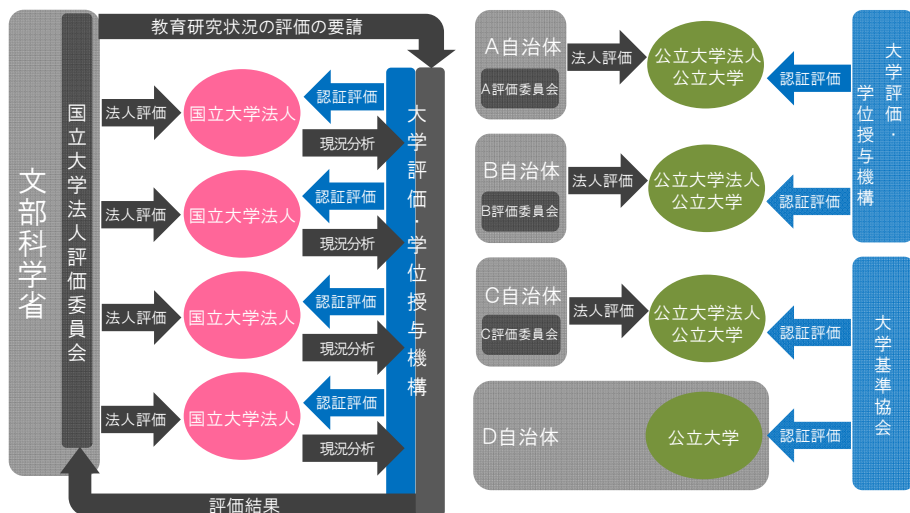 教育研究状況の評価の要請
文部科学省
国立大学法人評価委員会
法人評価
国立大学法人
認証評価
現況分析
法人評価
国立大学法人
認証評価
現況分析
法人評価
国立大学法人
認証評価
現況分析
法人評価
国立大学法人
認証評価
現況分析
大学評価・学位授与機構
評価結果
A自治体
A評価委員会
法人評価
公立大学法人
公立大学
認証評価
B自治体
B評価委員会
法人評価
公立大学法人
公立大学
認証評価
大学評価・
学位授与機構
C自治体
C評価委員会
法人評価
公立大学法人
公立大学
認証評価
D自治体
公立大学
認証評価
大学基準協会